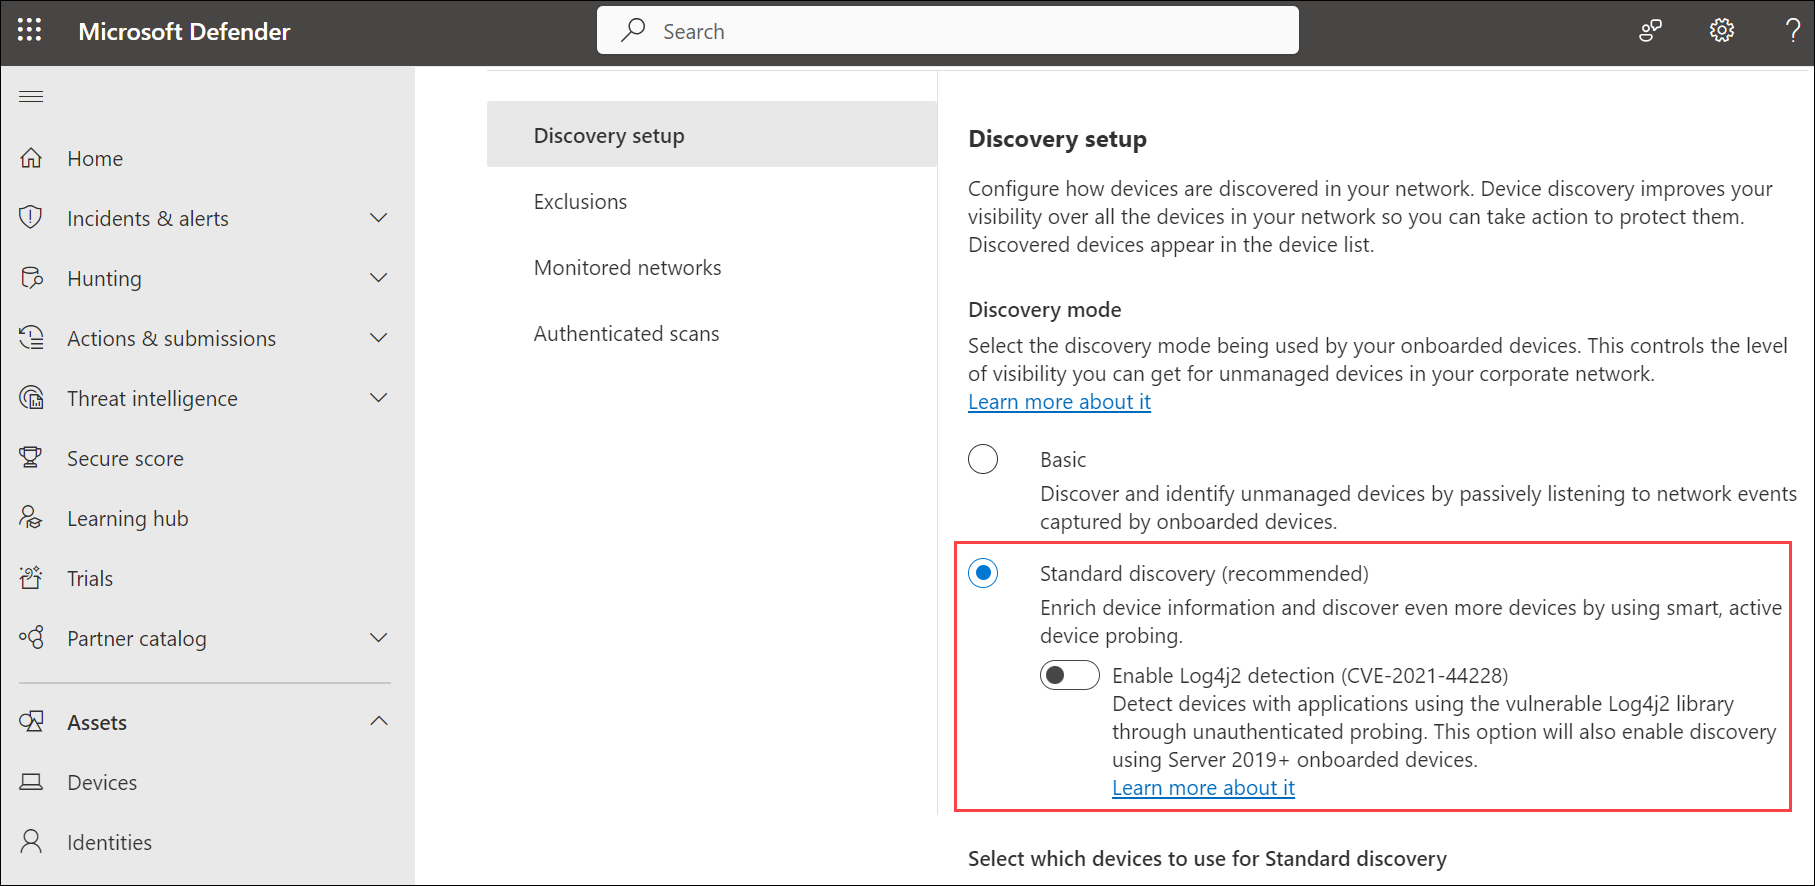 Microsoft Defender
Search
?
Home
Incidents & alerts
Hunting
Actions & submissions
Threat intelligence
Secure score
Learning hub
Trials
Partner catalog
Assets
Devices
Identities
Discovery setup
Exclusions
Monitored networks
Authenticated scans
Discovery setup
Configure how devices are discovered in your network. Device discovery improves your
visibility over all the devices in your network so you can take action to protect them.
Discovered devices appear in the device list.
Discovery mode
Select the discovery mode being used by your onboarded devices. This controls the level
of visibility you can get for unmanaged devices in your corporate network.
Learn more about it
Basic
Discover and identify unmanaged devices by passively listening to network events
captured by onboarded devices.
Standard discovery (recommended)
Enrich device information and discover even more devices by using smart, active
device probing.
Enable Log4j2 detection (CVE-2021-44228)
Detect devices with applications using the vulnerable Log4j2 library
through unauthenticated probing. This option will also enable discovery
using Server 2019+ onboarded devices.
Learn more about it
Select which devices to use for Standard discovery